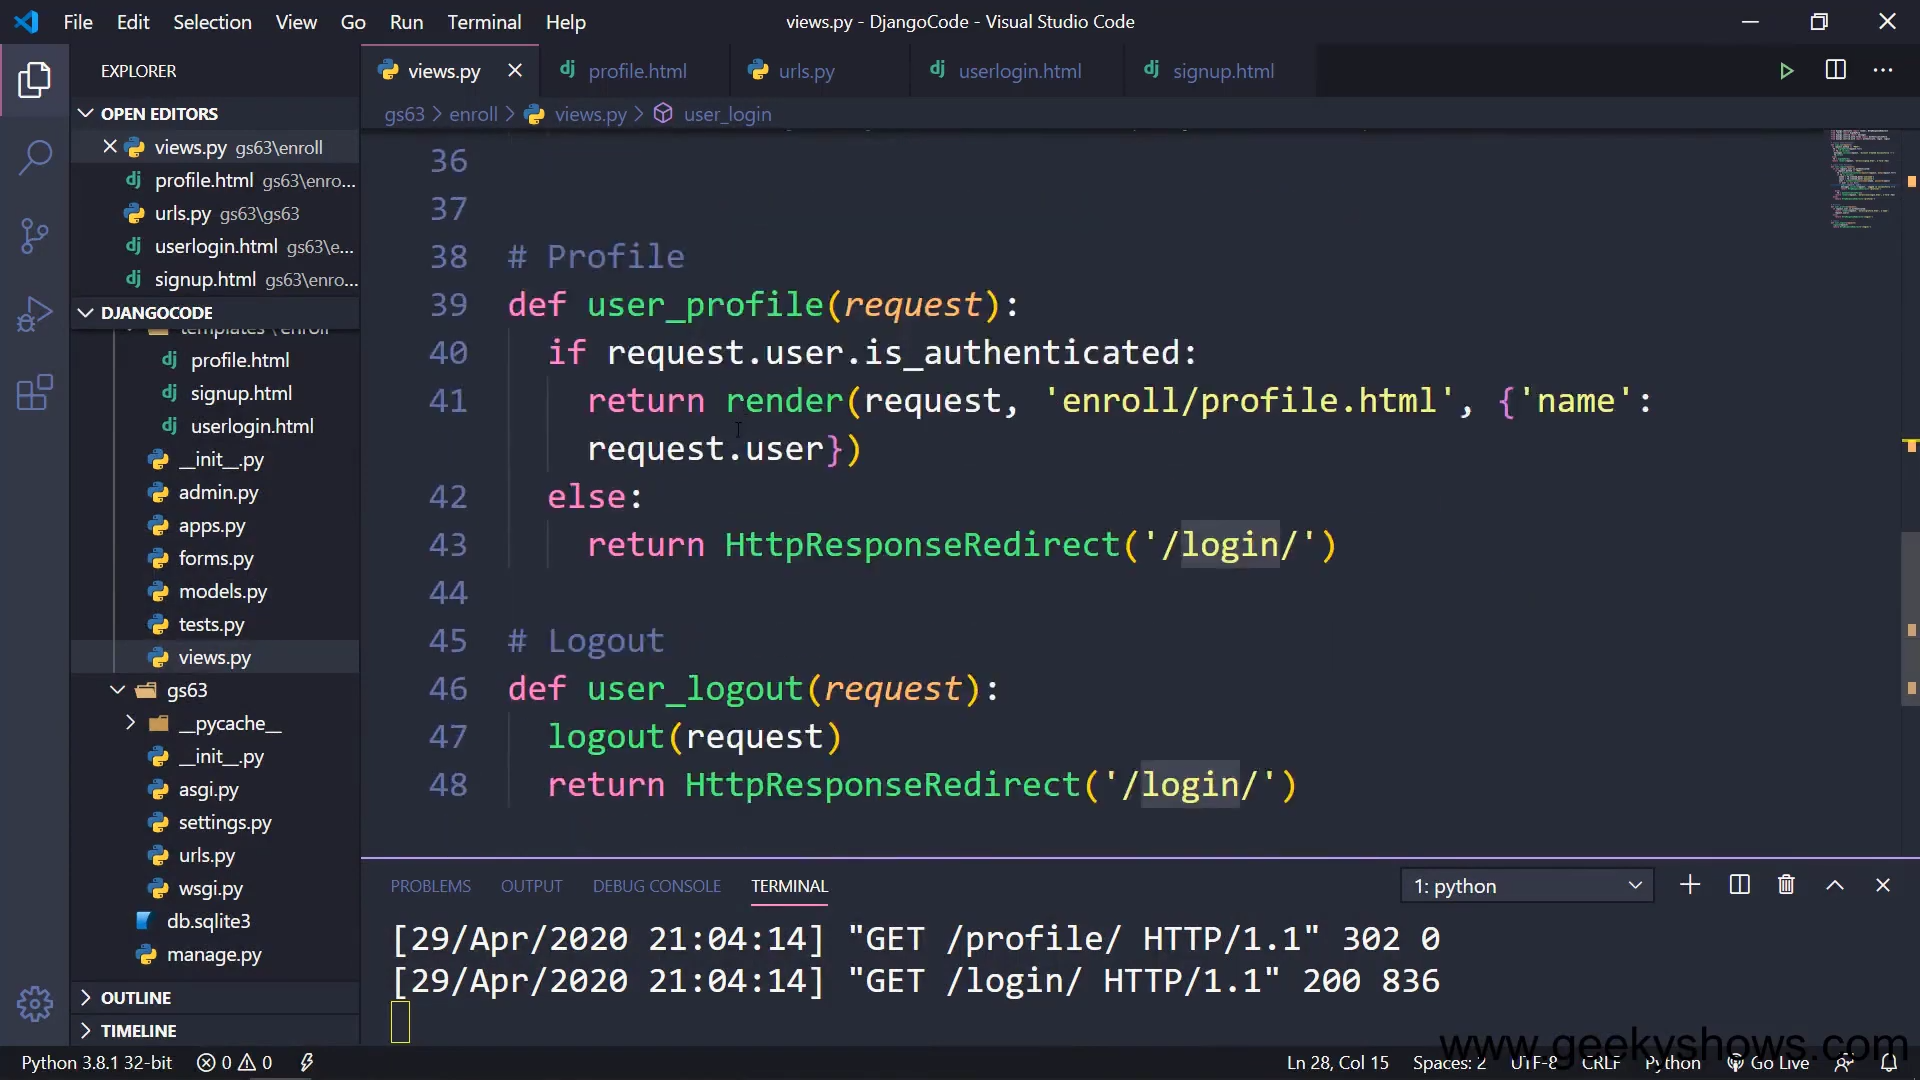 File Edit Selection View Go Run Terminal Help
views.py - DjangoCode - Visual Studio Code
EXPLORER
views.py
profile.html
urls.py
userlogin.html
signup.html
gs63 > enroll > views.py > user_login
OPEN EDITORS
views.py gs63\enroll
profile.html gs63\enro...
urls.py gs63\gs63
userlogin.html gs63\e...
signup.html gs63\enro...
DJANGOCODE
templates \enroll
profile.html
signup.html
userlogin.html
__init__.py
admin.py
apps.py
forms.py
models.py
tests.py
views.py
gs63
__pycache__
__init__.py
asgi.py
settings.py
urls.py
wsgi.py
db.sqlite3
manage.py
OUTLINE
TIMELINE
36
37
38 # Profile
39 def user_profile(request):
40 if request.user.is_authenticated:
41 return render(request, 'enroll/profile.html', {'name':
request.user})
42 else:
43 return HttpResponseRedirect('/login/')
44
45 # Logout
46 def user_logout(request):
47 logout(request)
48 return HttpResponseRedirect('/login/')
PROBLEMS OUTPUT DEBUG CONSOLE TERMINAL
1: python
[29/Apr/2020 21:04:14] "GET /profile/ HTTP/1.1" 302 0
[29/Apr/2020 21:04:14] "GET /login/ HTTP/1.1" 200 836
www.geekyshows.com
Python 3.8.1 32-bit 0 0
Ln 28, Col 15 Spaces: 2 UTF-8 CRLF Python Go Live